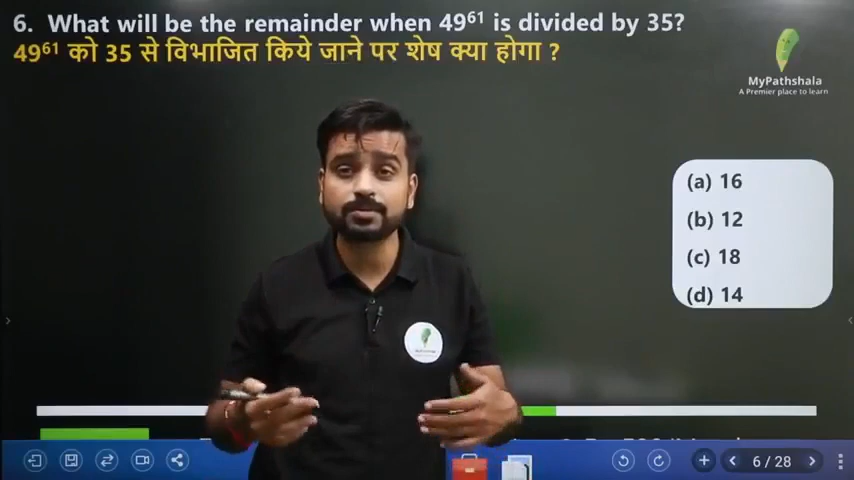 6. What will be the remainder when 49⁶¹ is divided by 35?
49⁶¹ को 35 से विभाजित किये जाने पर शेष क्या होगा ?
MyPathshala
A Premier place to learn
(a) 16
(b) 12
(c) 18
(d) 14
6 / 28